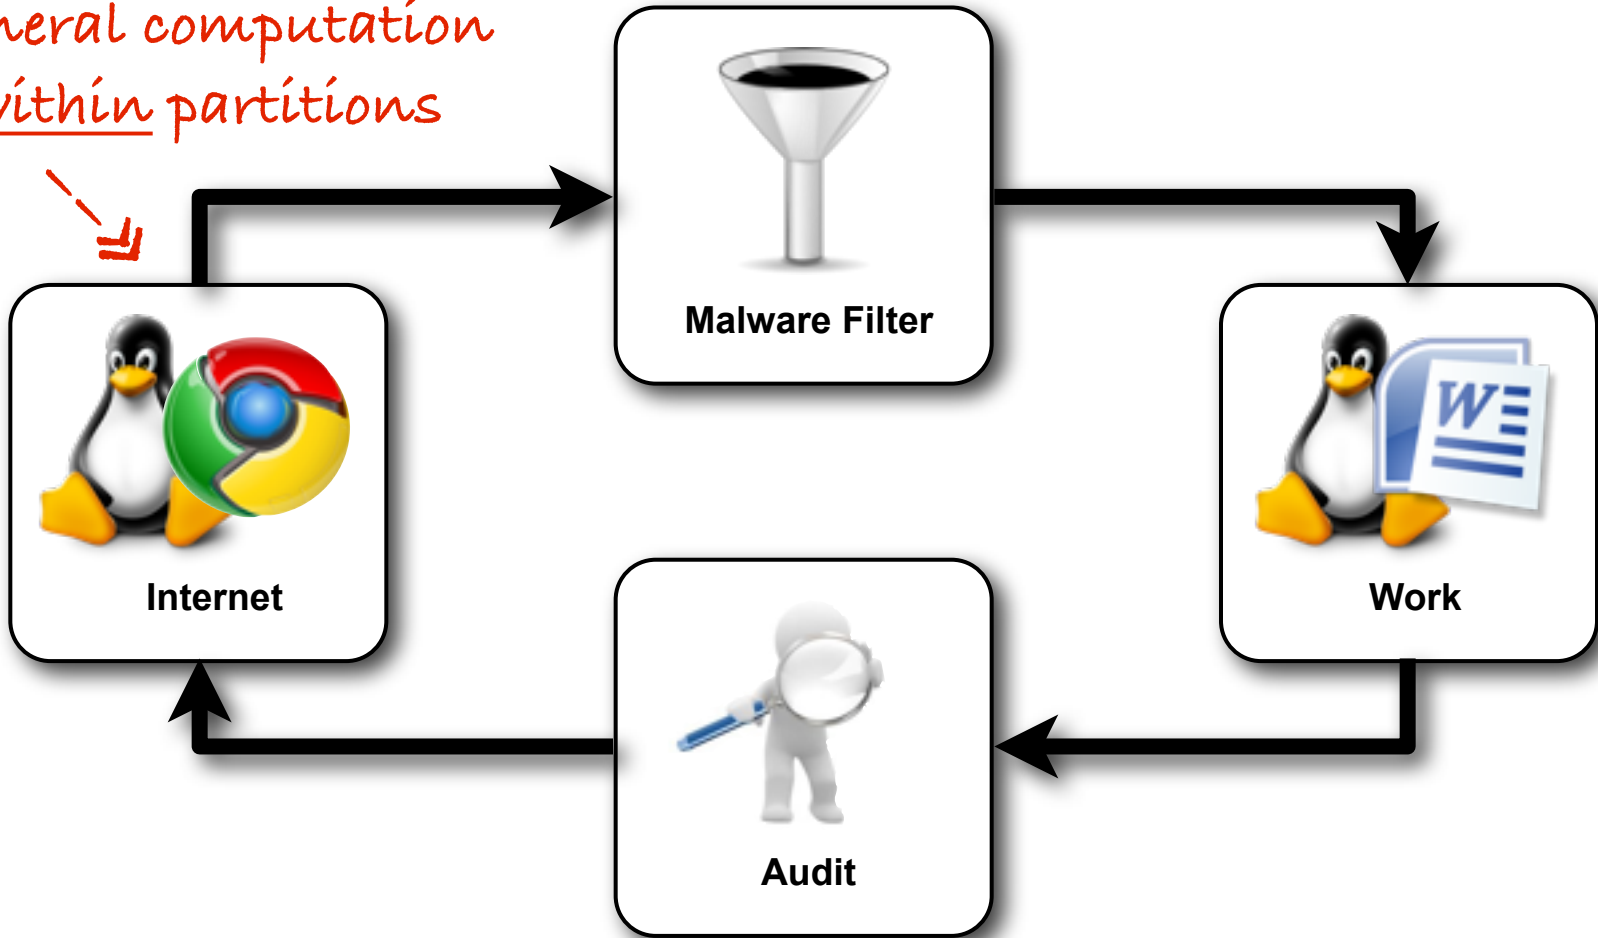 neral computation
within partitions
Malware Filter
W
Internet
Work
Audit